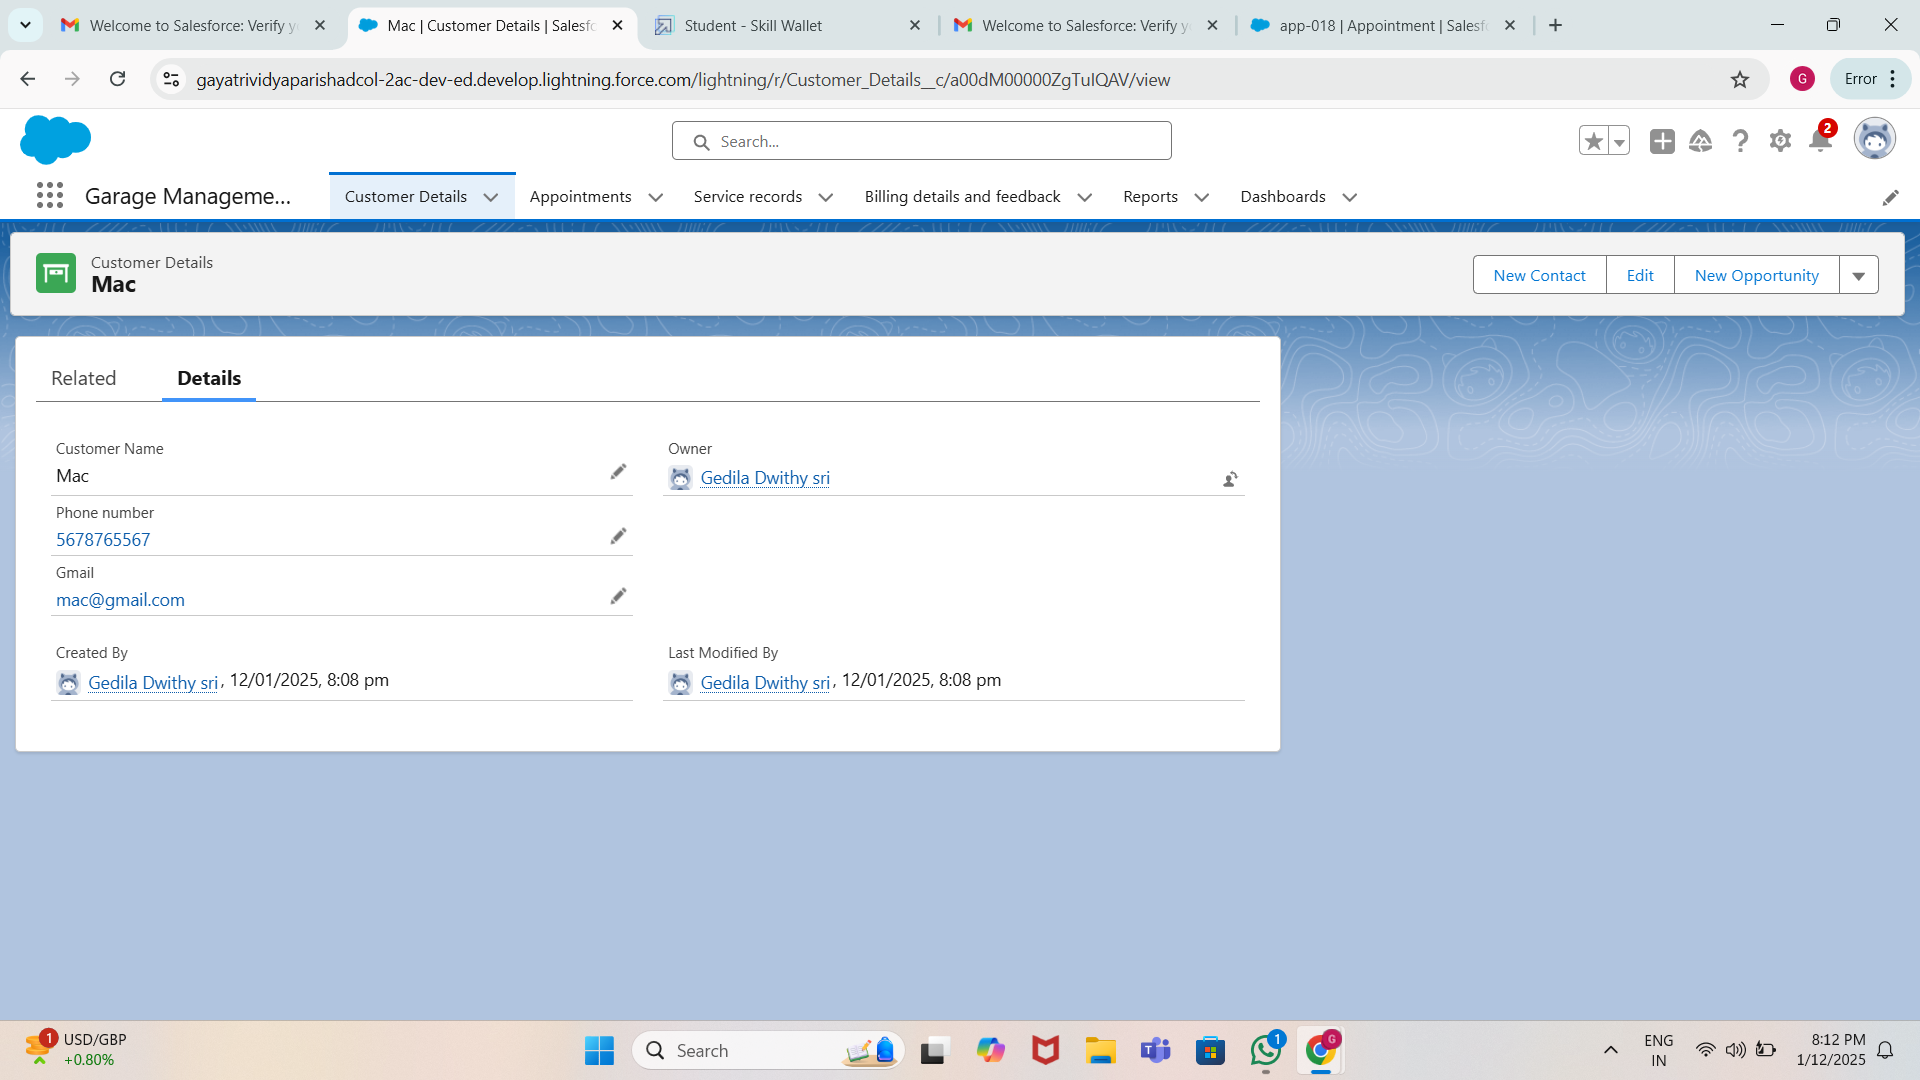 Welcome to Salesforce: Verify y
Mac | Customer Details | Salesfo
Student - Skill Wallet
Welcome to Salesforce: Verify y
app-018 | Appointment | Salesf
gayatrividyaparishadcol-2ac-dev-ed.develop.lightning.force.com/lightning/r/Customer_Details__c/a00dM00000ZgTuIQAV/view
G
Error
Search...
2
Garage Manageme...
Customer Details
Appointments
Service records
Billing details and feedback
Reports
Dashboards
Customer Details
Mac
New Contact
Edit
New Opportunity
Related
Details
Customer Name
Mac
Owner
Gedila Dwithy sri
Phone number
5678765567
Gmail
mac@gmail.com
Created By
Gedila Dwithy sri, 12/01/2025, 8:08 pm
Last Modified By
Gedila Dwithy sri, 12/01/2025, 8:08 pm
1
USD/GBP
+0.80%
Search
1
G
ENG
IN
8:12 PM
1/12/2025